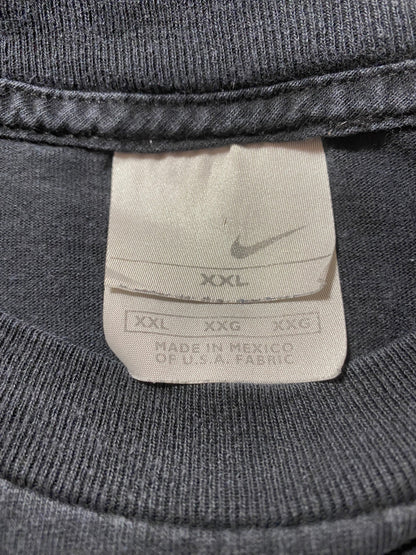 XXL
XXL XXG XXG
MADE IN MEXICO
OF U.S.A. FABRIC